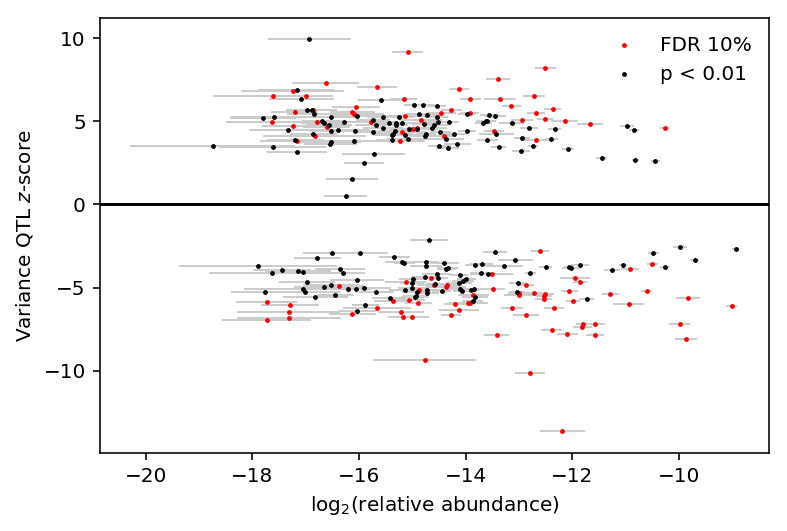 10
5
0
−5
−10
Variance QTL z-score
FDR 10%
p < 0.01
−20 −18 −16 −14 −12 −10
log₂(relative abundance)